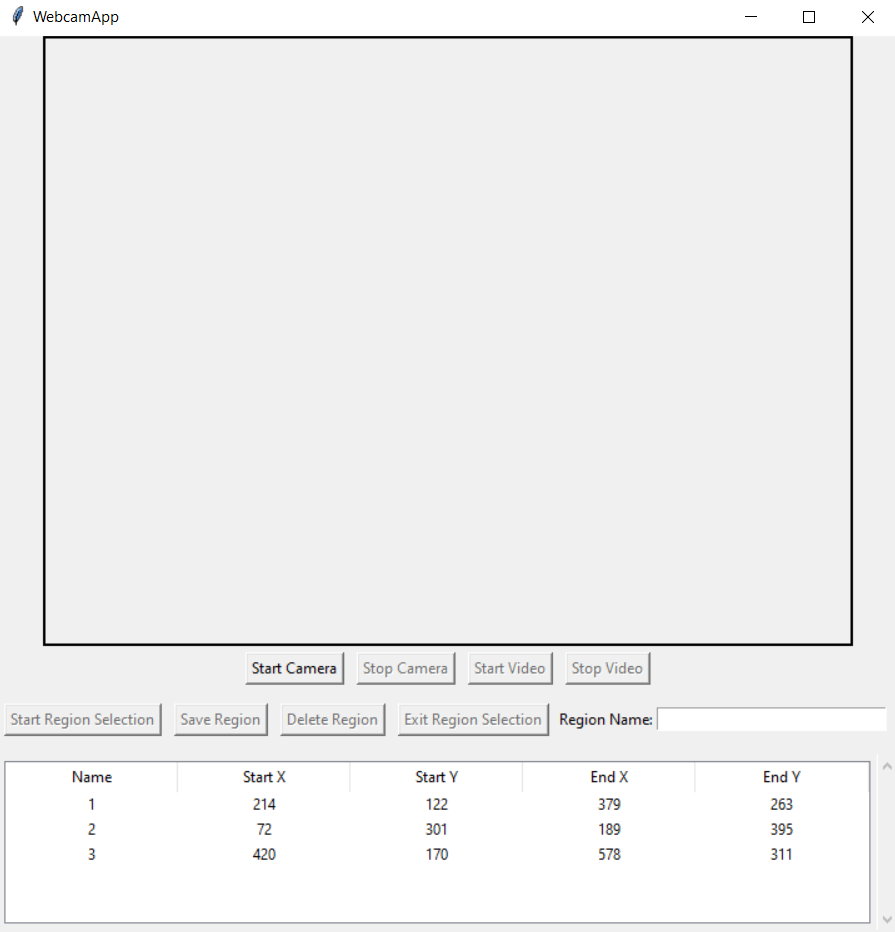 WebcamApp
Start Camera Stop Camera Start Video Stop Video
Start Region Selection Save Region Delete Region Exit Region Selection Region Name:
Name Start X Start Y End X End Y
1 214 122 379 263
2 72 301 189 395
3 420 170 578 311